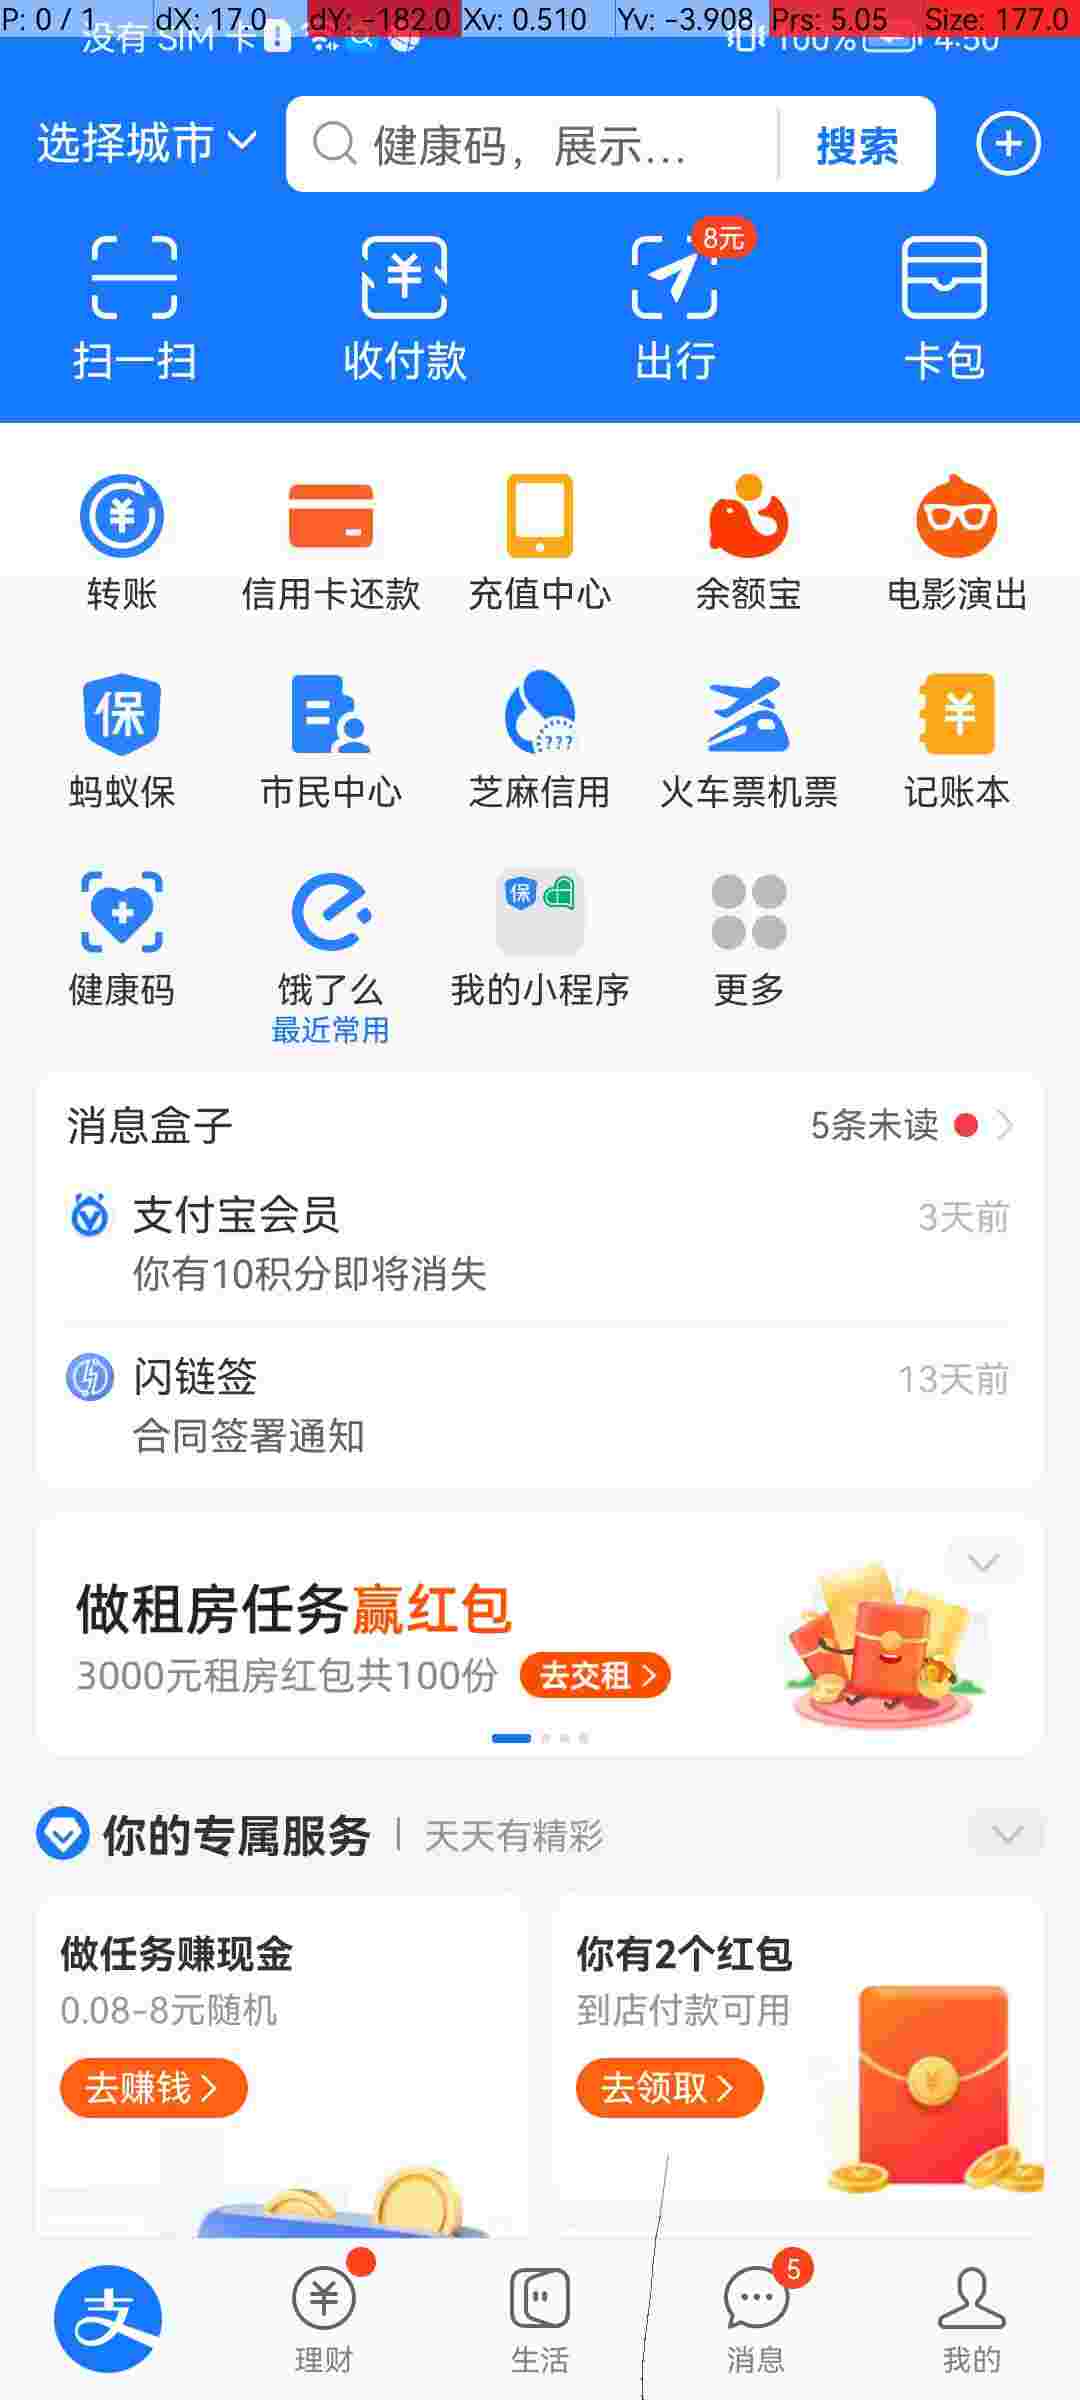 P: 0 / 1 dX: 17.0 dY: -182.0 Xv: 0.510 Yv: -3.908 Prs: 5.05 Size: 177.0
没有 SIM 卡 100% 4:50
选择城市 健康码，展示... 搜索
8元
扫一扫 收付款 出行 卡包
转账 信用卡还款 充值中心 余额宝 电影演出
保 ???
蚂蚁保 市民中心 芝麻信用 火车票机票 记账本
保
健康码 饿了么 我的小程序 更多
最近常用
消息盒子 5条未读
支付宝会员 3天前
你有10积分即将消失
闪链签 13天前
合同签署通知
做租房任务赢红包
3000元租房红包共100份 去交租
你的专属服务 天天有精彩
做任务赚现金 你有2个红包
0.08-8元随机 到店付款可用
去赚钱 去领取
支 5
理财 生活 消息 我的